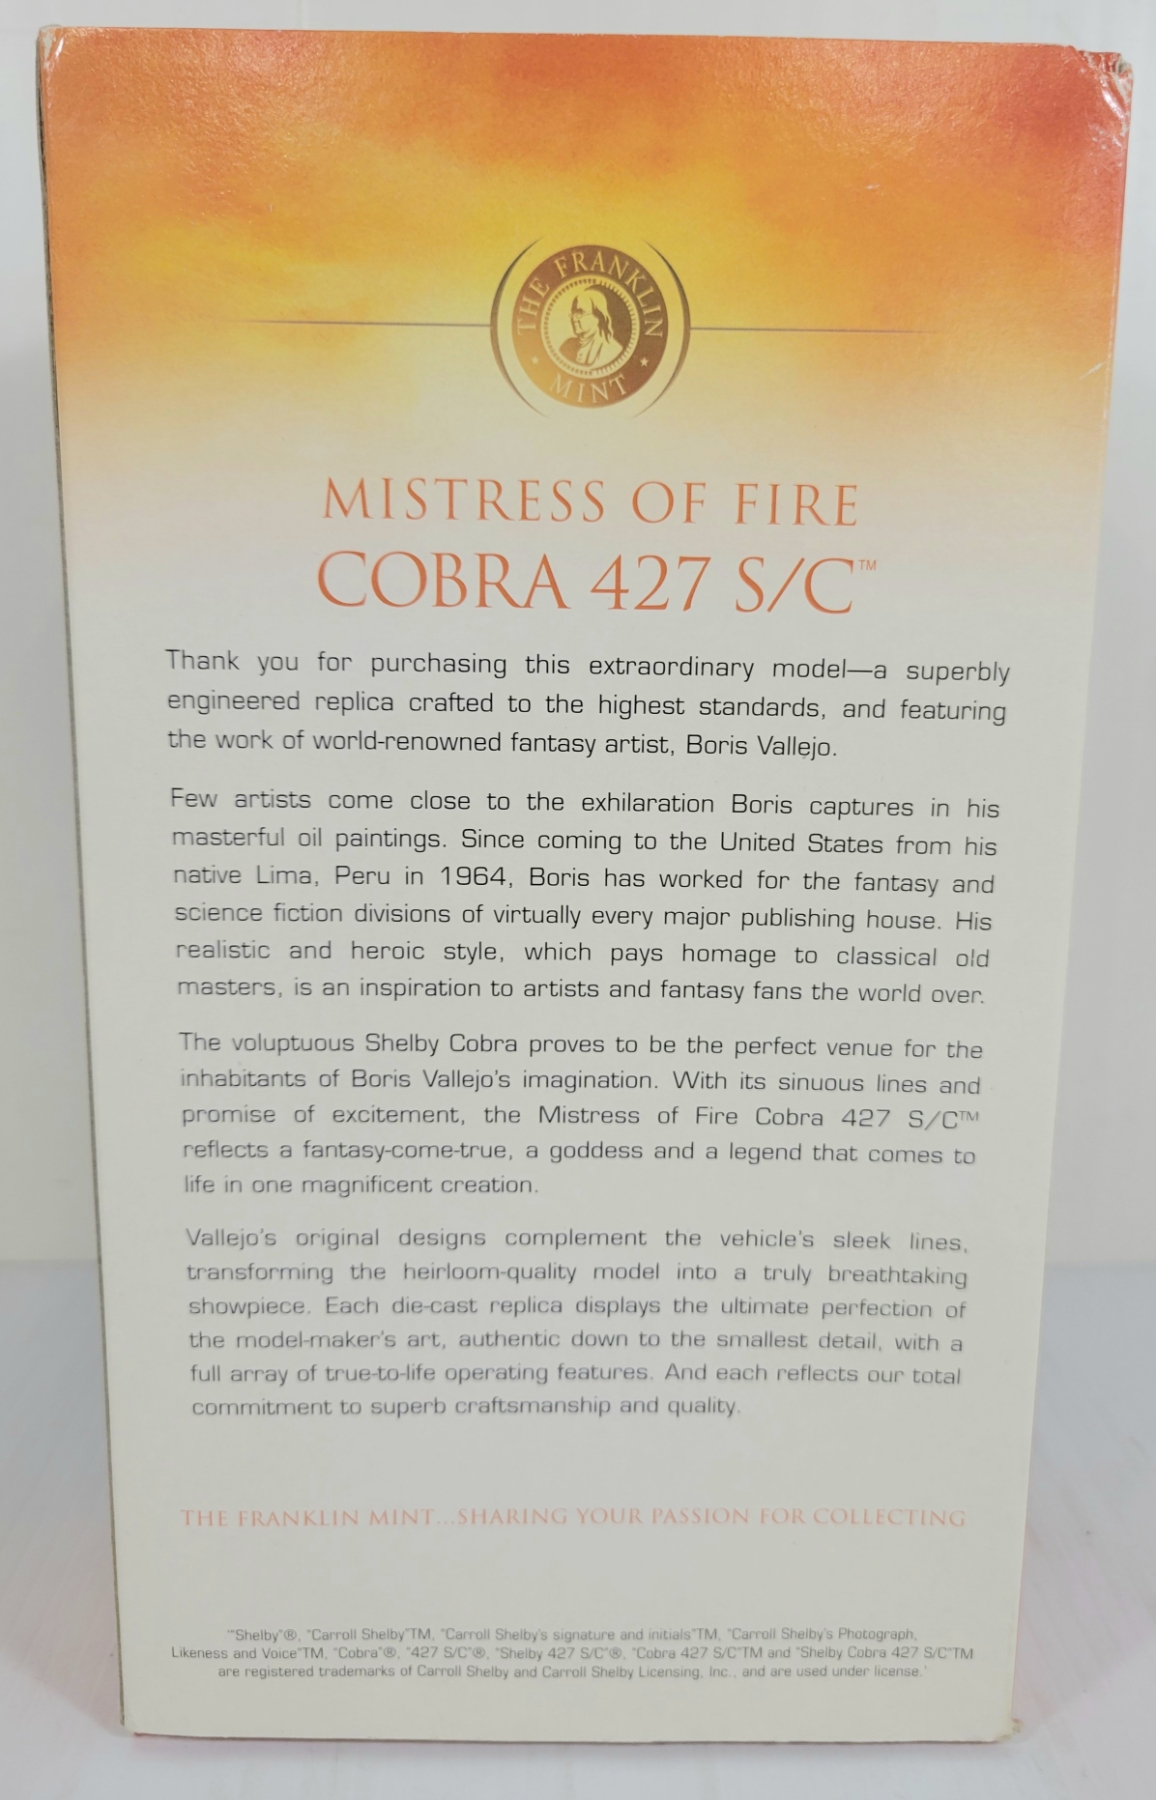 THE FRANKLIN
MINT
MISTRESS OF FIRE
COBRA 427 S/C™
Thank you for purchasing this extraordinary model—a superbly
engineered replica crafted to the highest standards, and featuring
the work of world-renowned fantasy artist, Boris Vallejo.
Few artists come close to the exhilaration Boris captures in his
masterful oil paintings. Since coming to the United States from his
native Lima, Peru in 1964, Boris has worked for the fantasy and
science fiction divisions of virtually every major publishing house. His
realistic and heroic style, which pays homage to classical old
masters, is an inspiration to artists and fantasy fans the world over.
The voluptuous Shelby Cobra proves to be the perfect venue for the
inhabitants of Boris Vallejo's imagination. With its sinuous lines and
promise of excitement, the Mistress of Fire Cobra 427 S/C™
reflects a fantasy-come-true, a goddess and a legend that comes to
life in one magnificent creation.
Vallejo's original designs complement the vehicle's sleek lines,
transforming the heirloom-quality model into a truly breathtaking
showpiece. Each die-cast replica displays the ultimate perfection of
the model-maker's art, authentic down to the smallest detail, with a
full array of true-to-life operating features. And each reflects our total
commitment to superb craftsmanship and quality.
THE FRANKLIN MINT...SHARING YOUR PASSION FOR COLLECTING
'"Shelby"®, "Carroll Shelby"TM, "Carroll Shelby's signature and initials"TM, "Carroll Shelby's Photograph,
Likeness and Voice"TM, "Cobra"®, "427 S/C"®, "Shelby 427 S/C"®, "Cobra 427 S/C"TM and "Shelby Cobra 427 S/C"TM
are registered trademarks of Carroll Shelby and Carroll Shelby Licensing, Inc., and are used under license.'